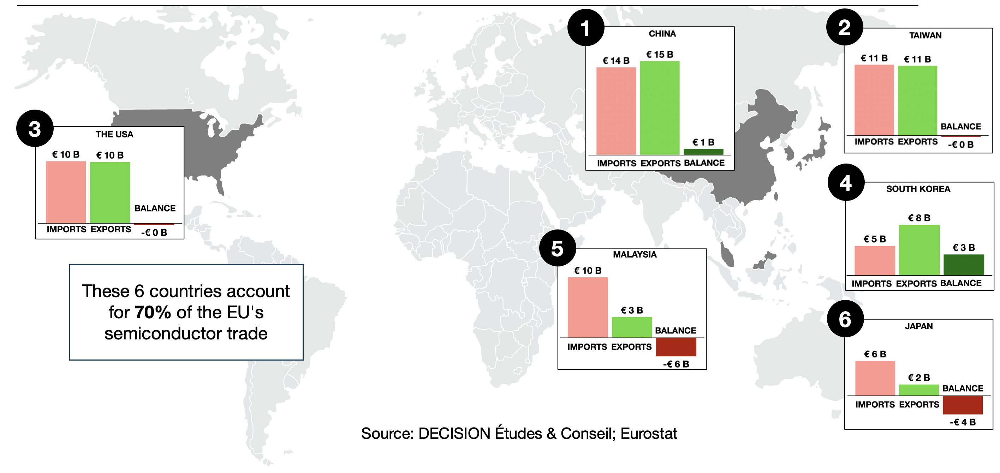 1
CHINA
€ 14 B
€ 15 B
€ 1 B
IMPORTS EXPORTS BALANCE
2
TAIWAN
€ 11 B
€ 11 B
BALANCE
IMPORTS EXPORTS
-€ 0 B
3
THE USA
€ 10 B
€ 10 B
BALANCE
IMPORTS EXPORTS
-€ 0 B
4
SOUTH KOREA
€ 5 B
€ 8 B
€ 3 B
IMPORTS EXPORTS BALANCE
5
MALAYSIA
€ 10 B
€ 3 B
BALANCE
IMPORTS EXPORTS
-€ 6 B
6
JAPAN
€ 6 B
€ 2 B
BALANCE
IMPORTS EXPORTS
-€ 4 B
These 6 countries account
for 70% of the EU's
semiconductor trade
Source: DECISION Études & Conseil; Eurostat